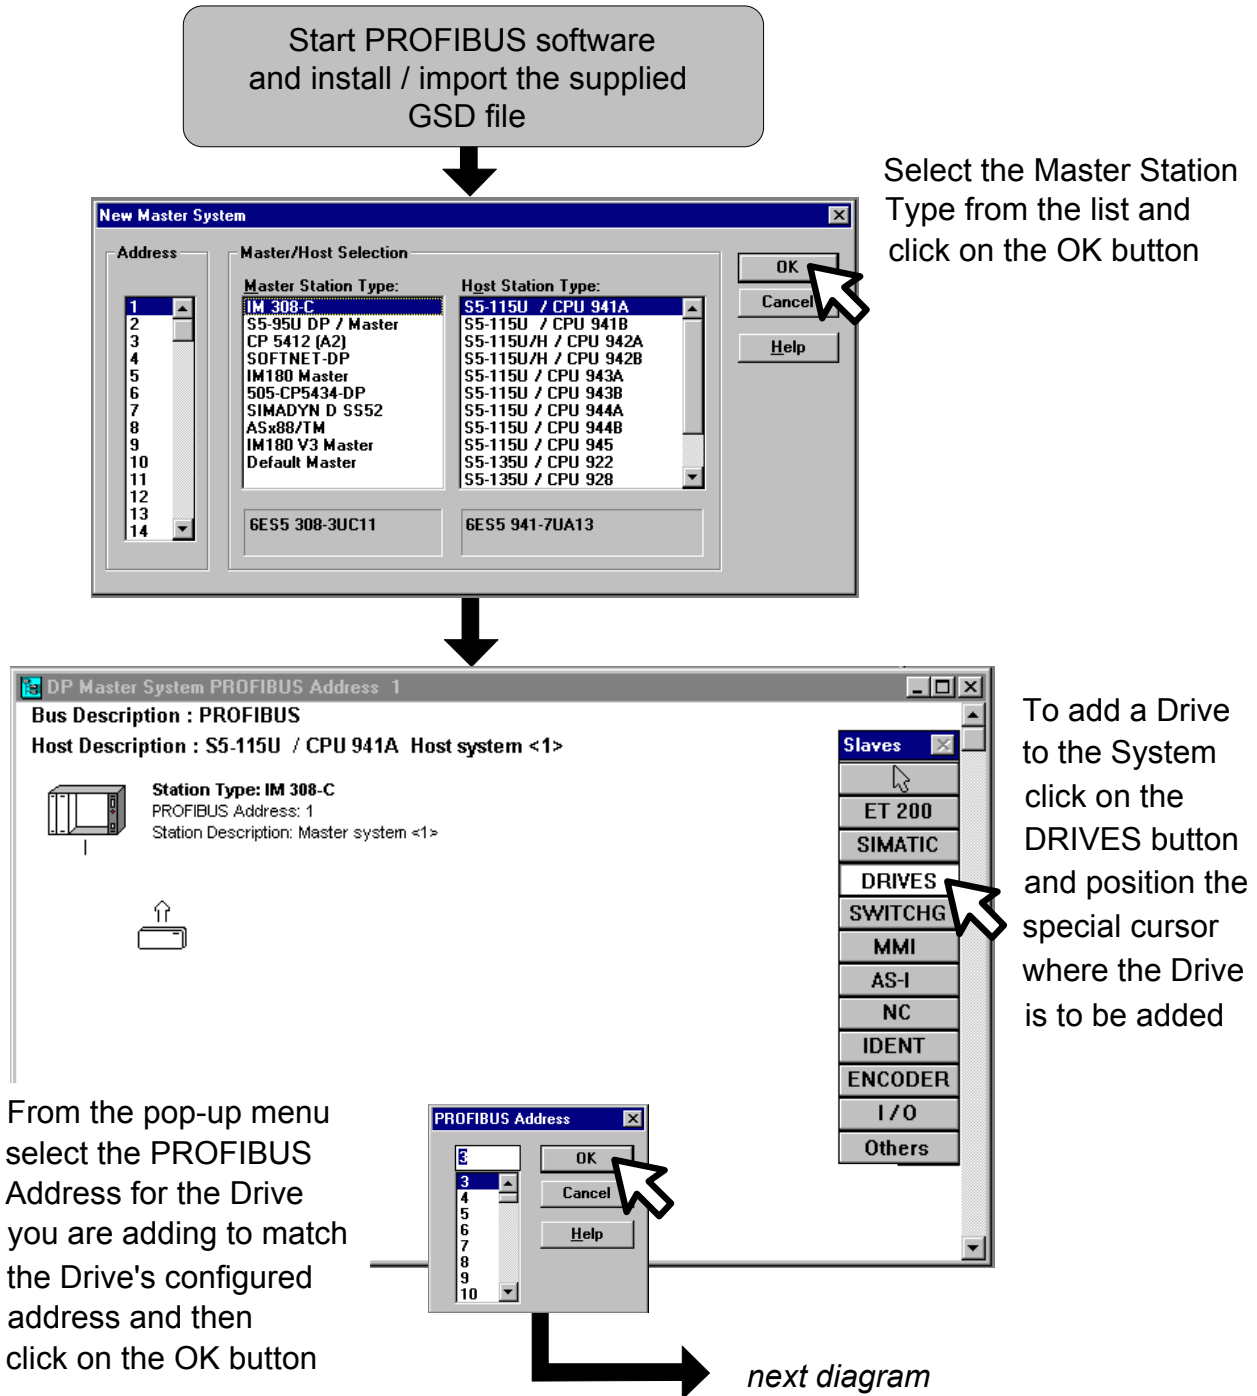 Start PROFIBUS software
and install / import the supplied
GSD file
Select the Master Station
Type from the list and
click on the OK button
New Master System
Address
1
2
3
4
5
6
7
8
9
10
11
12
13
14
Master/Host Selection
Master Station Type:
IM 308-C
S5-95U DP / Master
CP 5412 (A2)
SOFTNET-DP
IM180 Master
505-CP5434-DP
SIMADYN D SS52
ASx88/TM
IM180 V3 Master
Default Master
6ES5 308-3UC11
Host Station Type:
S5-115U / CPU 941A
S5-115U / CPU 941B
S5-115U/H / CPU 942A
S5-115U/H / CPU 942B
S5-115U / CPU 943A
S5-115U / CPU 943B
S5-115U / CPU 944A
S5-115U / CPU 944B
S5-115U / CPU 945
S5-135U / CPU 922
S5-135U / CPU 928
6ES5 941-7UA13
OK
Cancel
Help
DP Master System PROFIBUS Address 1
Bus Description : PROFIBUS
Host Description : S5-115U / CPU 941A Host system <1>
Station Type: IM 308-C
PROFIBUS Address: 1
Station Description: Master system <1>
Slaves
ET 200
SIMATIC
DRIVES
SWITCHG
MMI
AS-I
NC
IDENT
ENCODER
I / O
Others
To add a Drive
to the System
click on the
DRIVES button
and position the
special cursor
where the Drive
is to be added
From the pop-up menu
select the PROFIBUS
Address for the Drive
you are adding to match
the Drive's configured
address and then
click on the OK button
PROFIBUS Address
3
3
4
5
6
7
8
9
10
OK
Cancel
Help
next diagram